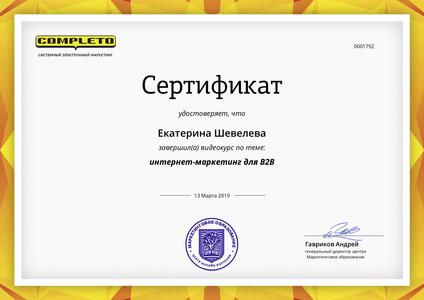 COMPLETO
СИСТЕМНЫЙ ЭЛЕКТРОННЫЙ МАРКЕТИНГ
0001792
Сертификат
удостоверяет, что
Екатерина Шевелева
завершил(а) видеокурс по теме:
интернет-маркетинг для B2B
13 Марта 2019
МАРКЕТИНГОВОЕ ОБРАЗОВАНИЕ
Гавриков Андрей
генеральный директор центра
Маркетинговое образование